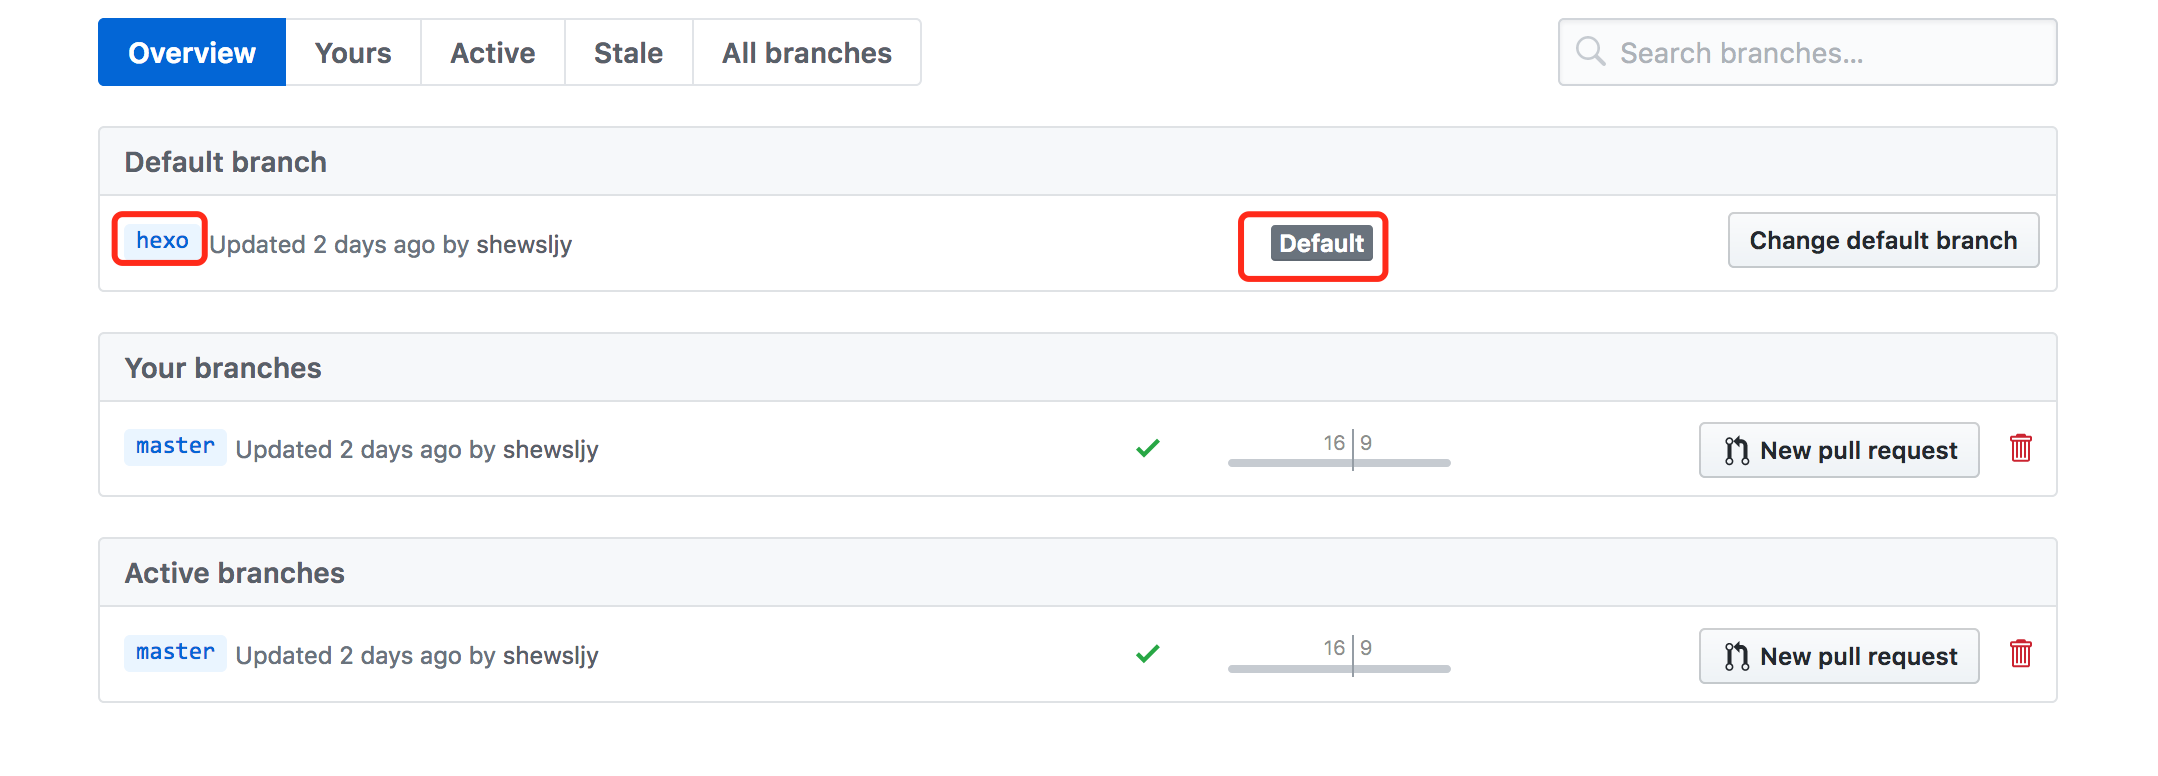 Overview Yours Active Stale All branches Search branches...
Default branch
hexo Updated 2 days ago by shewsljy Default Change default branch
Your branches
master Updated 2 days ago by shewsljy 16 9 New pull request
Active branches
master Updated 2 days ago by shewsljy 16 9 New pull request